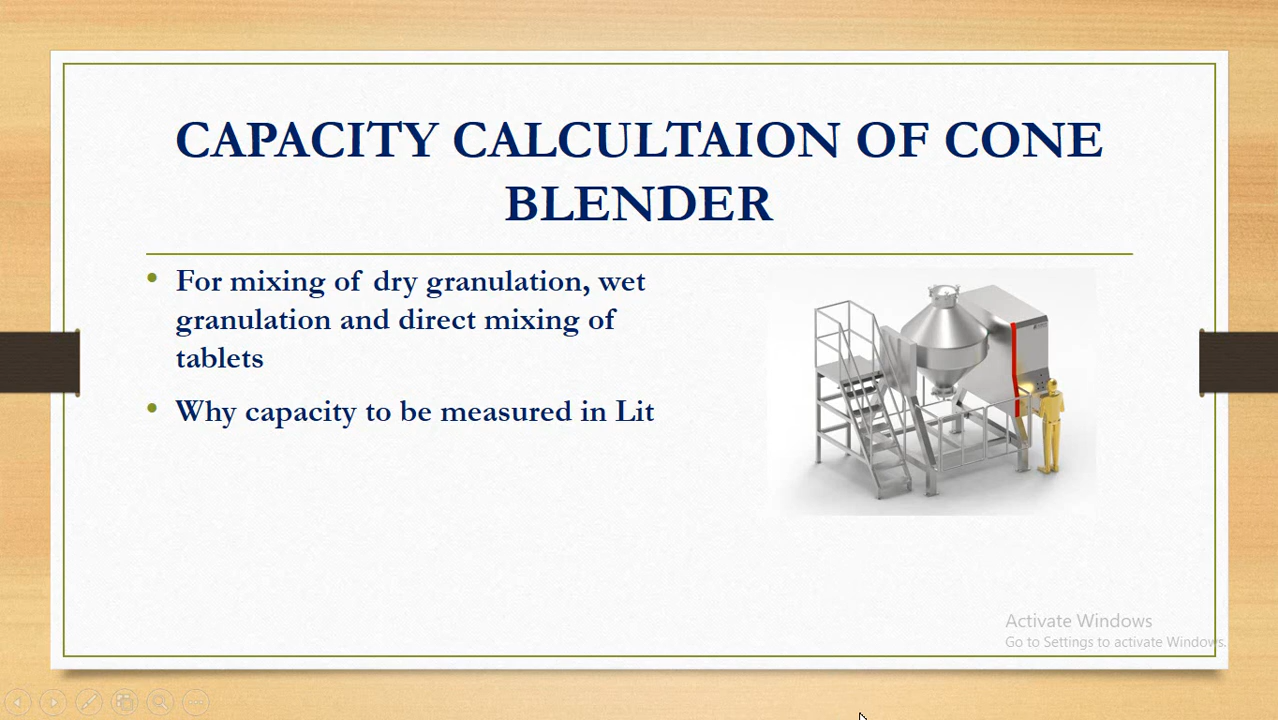 CAPACITY CALCULTAION OF CONE
BLENDER
• For mixing of dry granulation, wet
granulation and direct mixing of
tablets
• Why capacity to be measured in Lit
Activate Windows
Go to Settings to activate Windows.